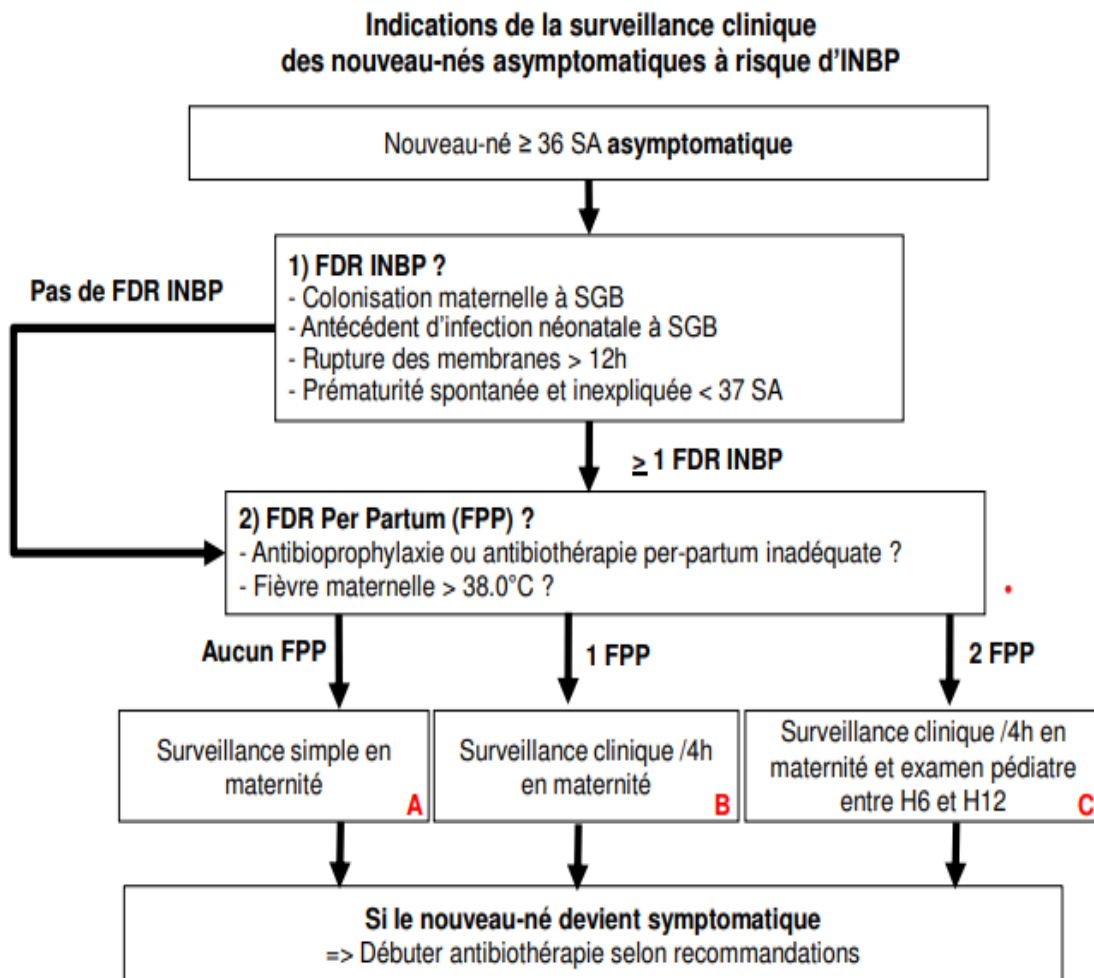 Indications de la surveillance clinique
des nouveau-nés asymptomatiques à risque d'INBP
Nouveau-né ≥ 36 SA asymptomatique
1) FDR INBP ?
- Colonisation maternelle à SGB
- Antécédent d'infection néonatale à SGB
- Rupture des membranes > 12h
- Prématurité spontanée et inexpliquée < 37 SA
Pas de FDR INBP
≥ 1 FDR INBP
2) FDR Per Partum (FPP) ?
- Antibioprophylaxie ou antibiothérapie per-partum inadéquate ?
- Fièvre maternelle > 38.0°C ?
Aucun FPP
1 FPP
2 FPP
Surveillance simple en
maternité
A
Surveillance clinique /4h
en maternité
B
Surveillance clinique /4h en
maternité et examen pédiatre
entre H6 et H12
C
Si le nouveau-né devient symptomatique
=> Débuter antibiothérapie selon recommandations